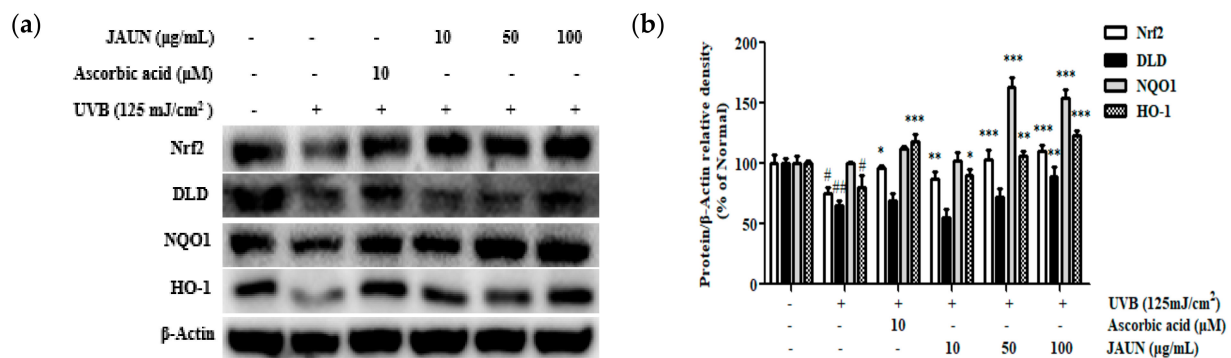 (a)
JAUN (µg/mL) - - - 10 50 100
Ascorbic acid (µM) - - 10 - - -
UVB (125 mJ/cm²) - + + + + +
Nrf2
DLD
NQO1
HO-1
β-Actin
(b)
Protein/β-Actin relative density
(% of Normal)
200
150
100
50
0
Nrf2
DLD
NQO1
HO-1
# ## #
* ***
** *
*** *** **
*** ** *** ***
- + + + + + UVB (125mJ/cm²)
- - 10 - - - Ascorbic acid (µM)
- - - 10 50 100 JAUN (µg/mL)